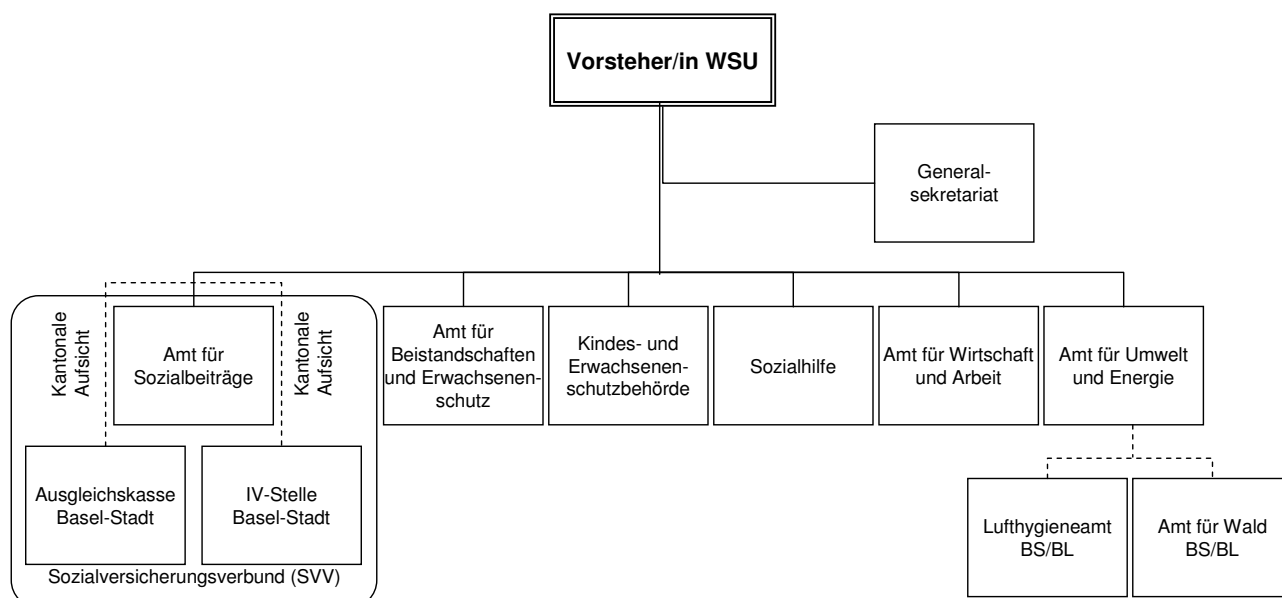 Vorsteher/in WSU
General-
sekretariat
Kantonale
Aufsicht
Amt für
Sozialbeiträge
Kantonale
Aufsicht
Amt für
Beistandschaften
und Erwachsenen-
schutz
Kindes- und
Erwachsenen-
schutzbehörde
Sozialhilfe
Amt für Wirtschaft
und Arbeit
Amt für Umwelt
und Energie
Ausgleichskasse
Basel-Stadt
IV-Stelle
Basel-Stadt
Sozialversicherungsverbund (SVV)
Lufthygieneamt
BS/BL
Amt für Wald
BS/BL